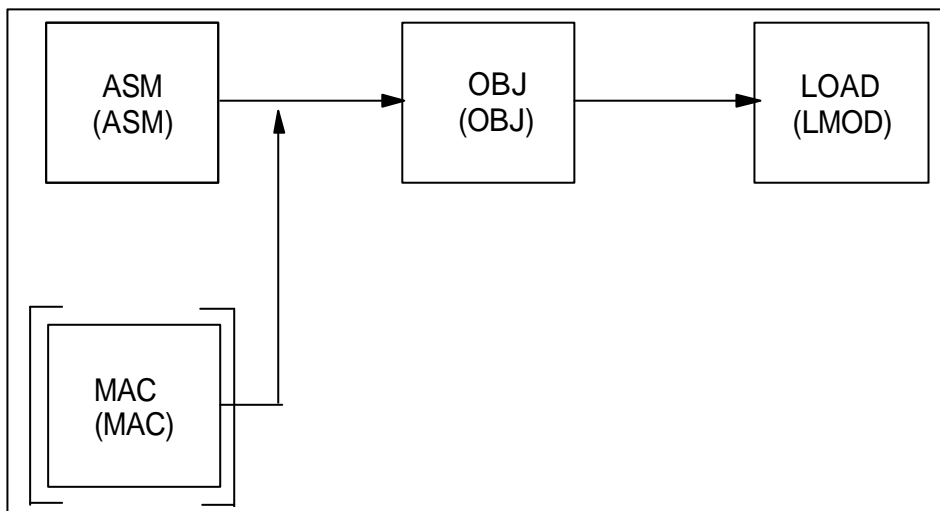 ASM
(ASM)
OBJ
(OBJ)
LOAD
(LMOD)
MAC
(MAC)